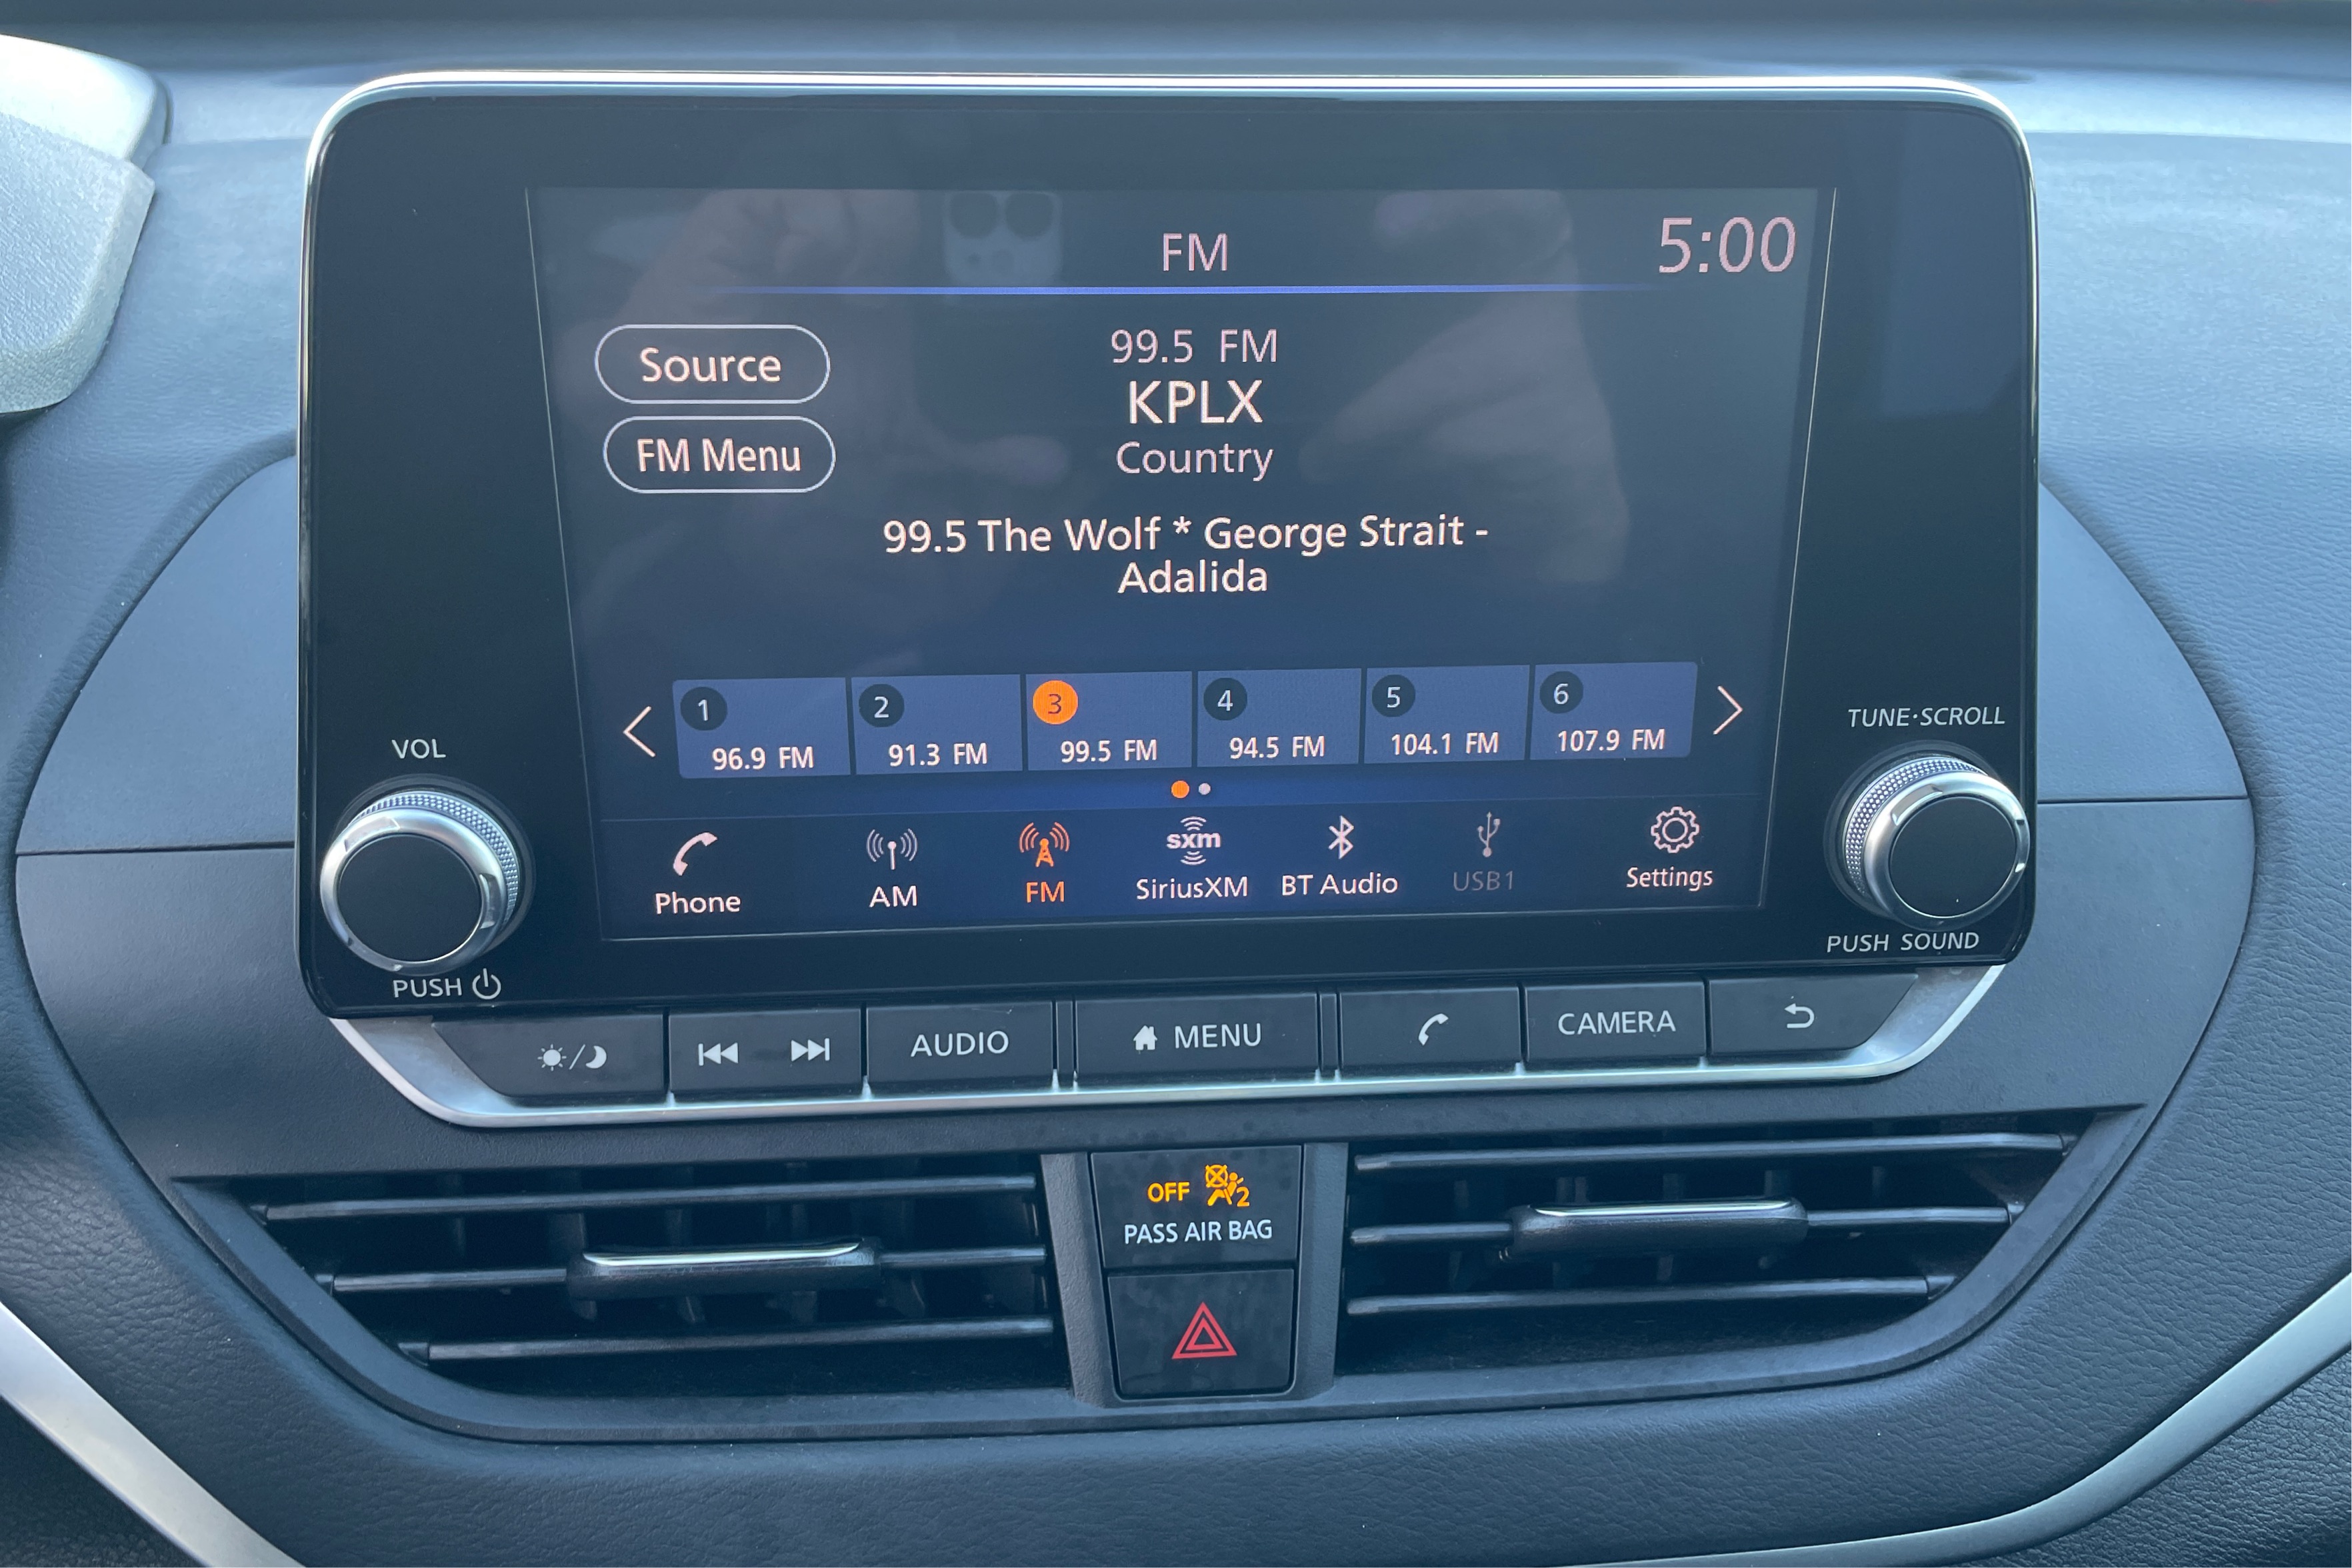 FM
5:00
Source
FM Menu
99.5 FM
KPLX
Country
99.5 The Wolf * George Strait -
Adalida
1
96.9 FM
2
91.3 FM
3
99.5 FM
4
94.5 FM
5
104.1 FM
6
107.9 FM
VOL
PUSH
TUNE·SCROLL
PUSH SOUND
Phone
AM
FM
sxm
SiriusXM
BT Audio
USB1
Settings
AUDIO
MENU
CAMERA
OFF 2
PASS AIR BAG